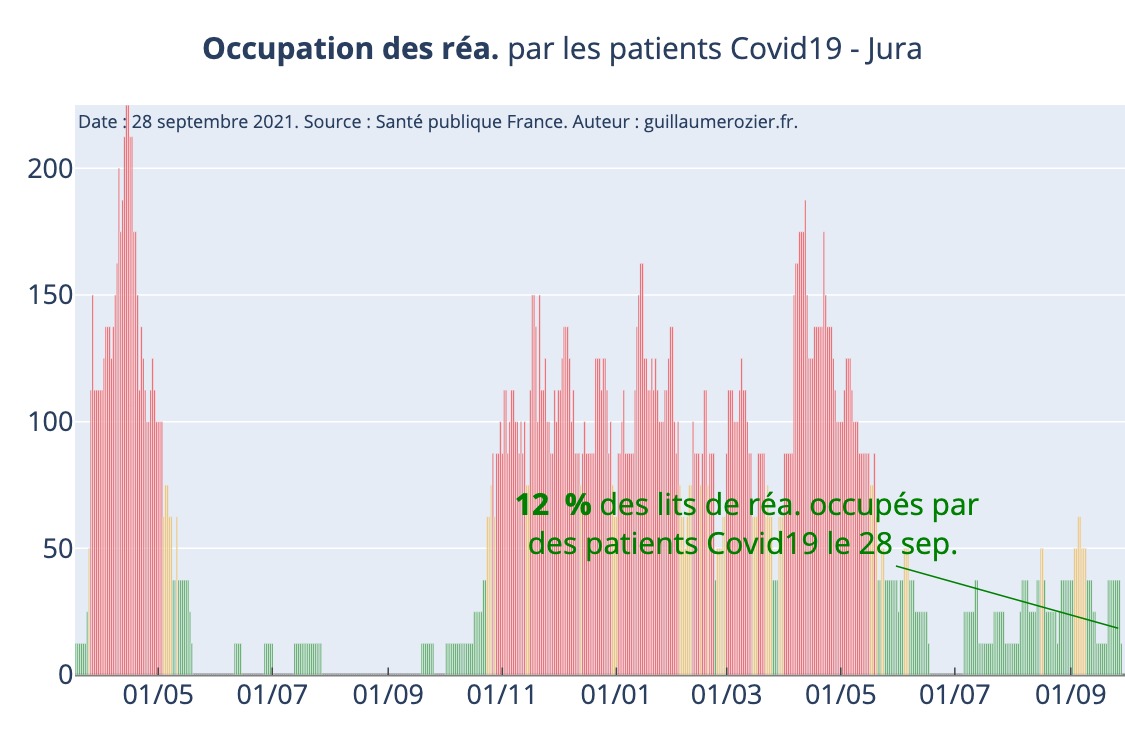 Occupation des réa. par les patients Covid19 - Jura
Date : 28 septembre 2021. Source : Santé publique France. Auteur : guillaumerozier.fr.
200
150
100
50
0
12 % des lits de réa. occupés par
des patients Covid19 le 28 sep.
01/05 01/07 01/09 01/11 01/01 01/03 01/05 01/07 01/09